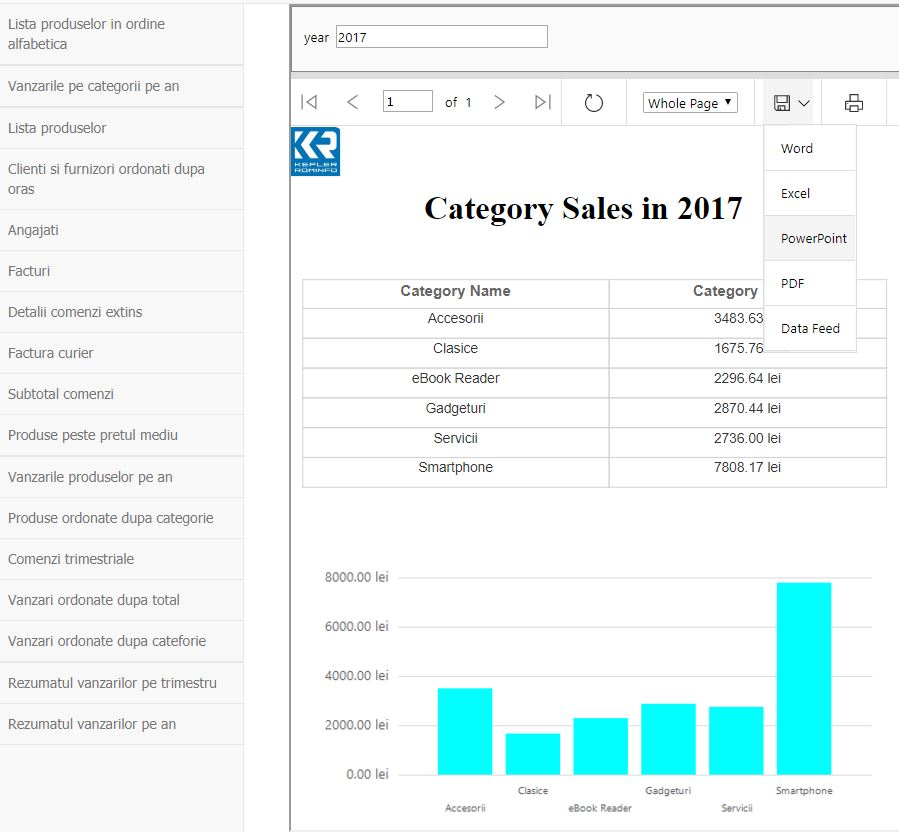 Lista produselor in ordine
alfabetica
Vanzarile pe categorii pe an
Lista produselor
Clienti si furnizori ordonati dupa
oras
Angajati
Facturi
Detalii comenzi extins
Factura curier
Subtotal comenzi
Produse peste pretul mediu
Vanzarile produselor pe an
Produse ordonate dupa categorie
Comenzi trimestriale
Vanzari ordonate dupa total
Vanzari ordonate dupa cateforie
Rezumatul vanzarilor pe trimestru
Rezumatul vanzarilor pe an
year 2017
1 of 1 Whole Page
Word
Excel
PowerPoint
PDF
Data Feed
KR
KEPLER
ROMINFO
Category Sales in 2017
Category Name Category
Accesorii 3483.63
Clasice 1675.76
eBook Reader 2296.64 lei
Gadgeturi 2870.44 lei
Servicii 2736.00 lei
Smartphone 7808.17 lei
8000.00 lei
6000.00 lei
4000.00 lei
2000.00 lei
0.00 lei
Clasice Gadgeturi Smartphone
Accesorii eBook Reader Servicii